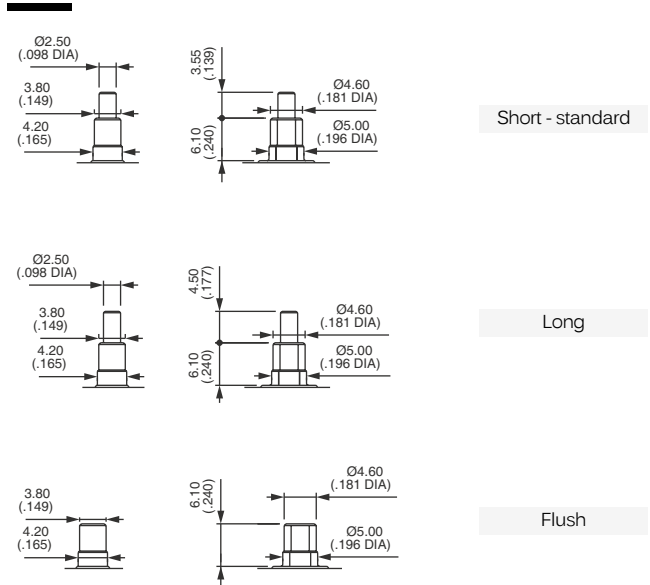 Ø2.50
(.098 DIA)
3.80
(.149)
4.20
(.165)
3.55
(.139)
6.10
(.240)
Ø4.60
(.181 DIA)
Ø5.00
(.196 DIA)
Short - standard
Ø2.50
(.098 DIA)
3.80
(.149)
4.20
(.165)
4.50
(.177)
6.10
(.240)
Ø4.60
(.181 DIA)
Ø5.00
(.196 DIA)
Long
3.80
(.149)
4.20
(.165)
6.10
(.240)
Ø4.60
(.181 DIA)
Ø5.00
(.196 DIA)
Flush